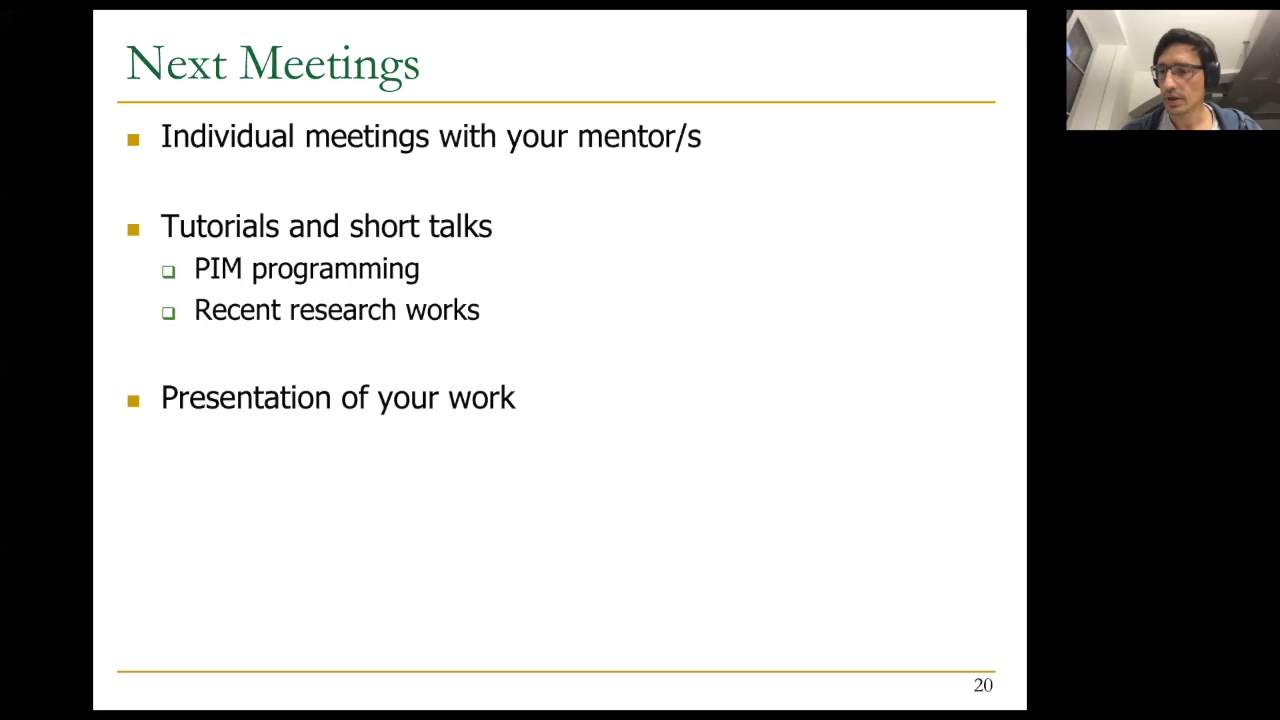 Next Meetings
Individual meetings with your mentor/s
Tutorials and short talks
PIM programming
Recent research works
Presentation of your work
20